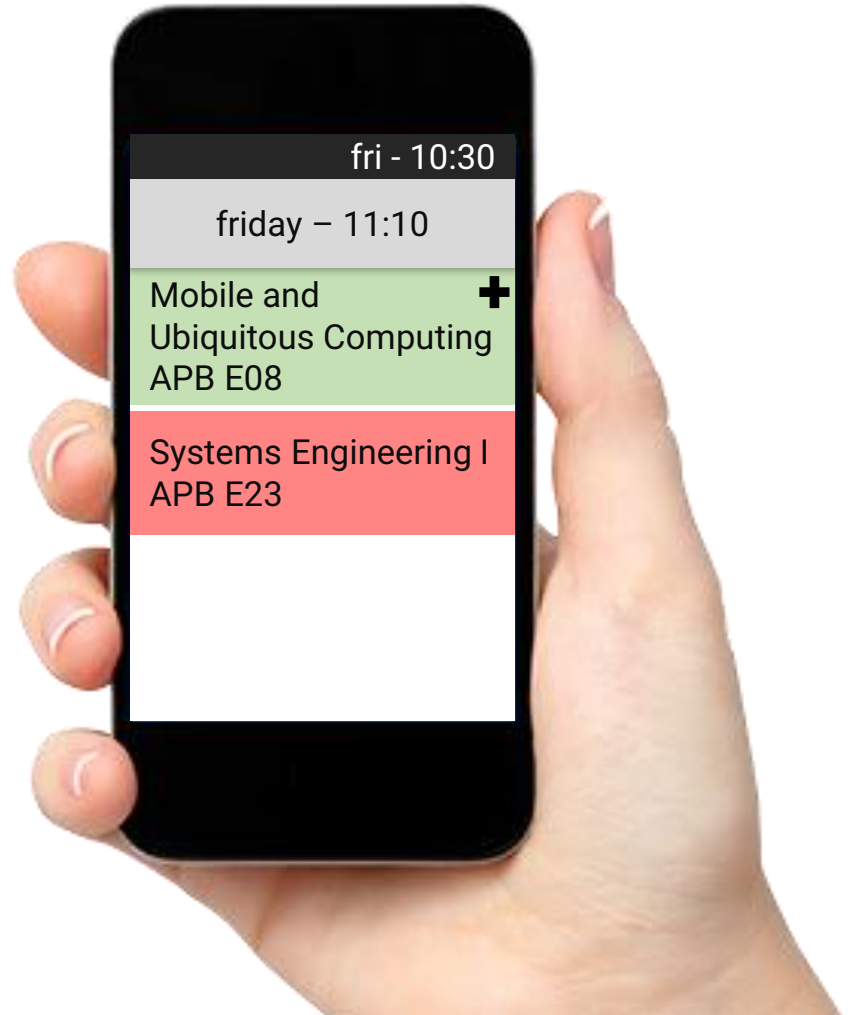 fri - 10:30
friday – 11:10
Mobile and
Ubiquitous Computing
APB E08
Systems Engineering I
APB E23